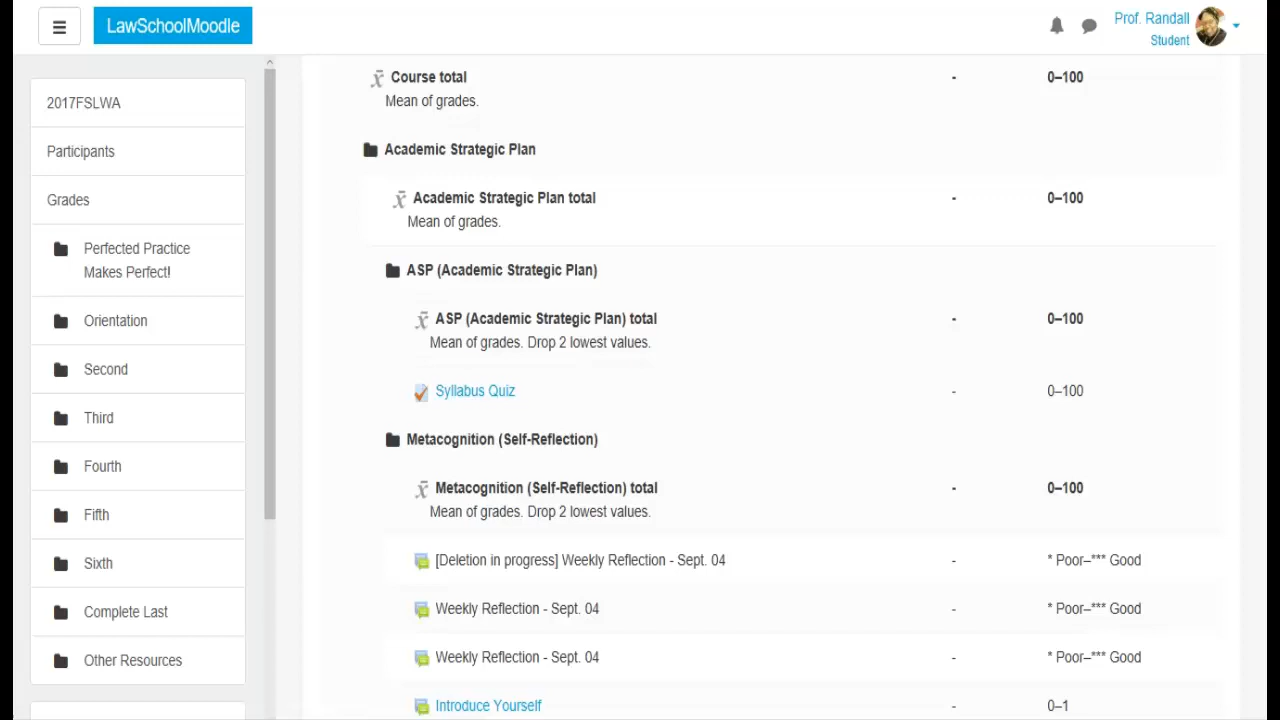 LawSchoolMoodle
Prof. Randall
Student
2017FSLWA
Participants
Grades
Perfected Practice
Makes Perfect!
Orientation
Second
Third
Fourth
Fifth
Sixth
Complete Last
Other Resources
x̄ Course total - 0–100
Mean of grades.
Academic Strategic Plan
x̄ Academic Strategic Plan total - 0–100
Mean of grades.
ASP (Academic Strategic Plan)
x̄ ASP (Academic Strategic Plan) total - 0–100
Mean of grades. Drop 2 lowest values.
Syllabus Quiz - 0–100
Metacognition (Self-Reflection)
x̄ Metacognition (Self-Reflection) total - 0–100
Mean of grades. Drop 2 lowest values.
[Deletion in progress] Weekly Reflection - Sept. 04 - * Poor–*** Good
Weekly Reflection - Sept. 04 - * Poor–*** Good
Weekly Reflection - Sept. 04 - * Poor–*** Good
Introduce Yourself - 0–1